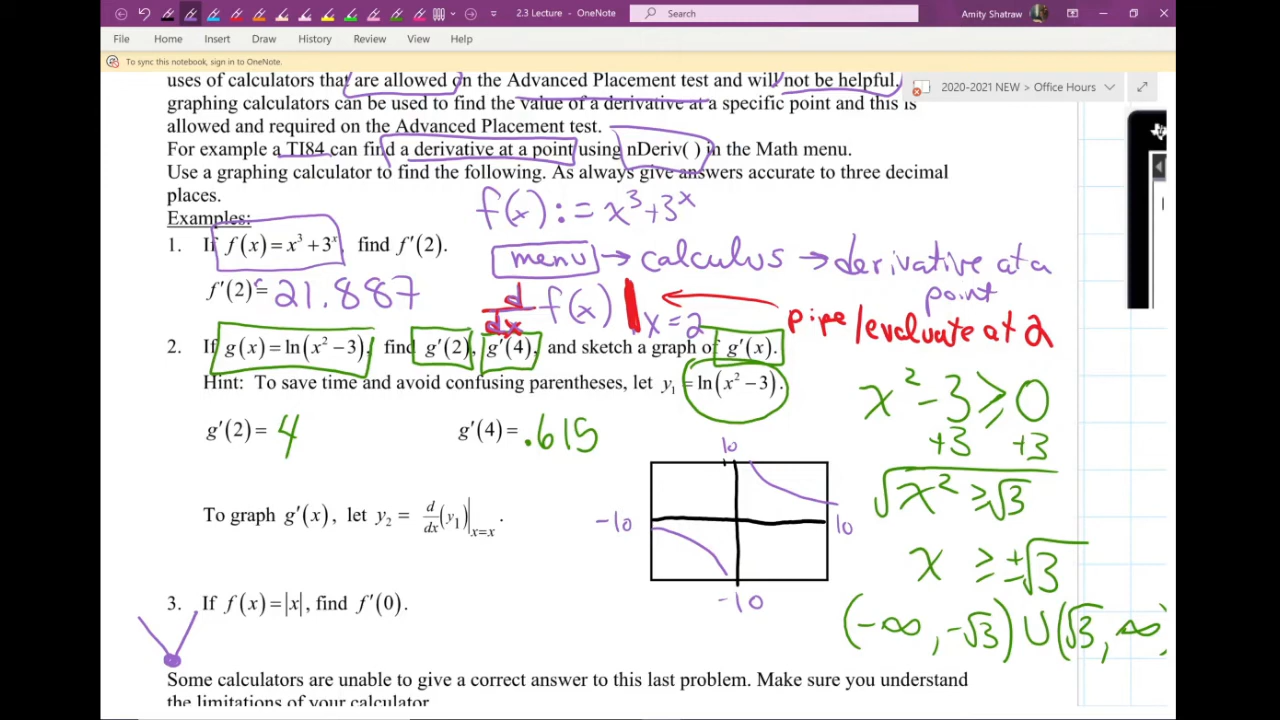 2.3 Lecture - OneNote
Search
Amity Shatraw
File Home Insert Draw History Review View Help
To sync this notebook, sign in to OneNote.
2020-2021 NEW > Office Hours
uses of calculators that are allowed on the Advanced Placement test and will not be helpful.
graphing calculators can be used to find the value of a derivative at a specific point and this is
allowed and required on the Advanced Placement test.
For example a TI84 can find a derivative at a point using nDeriv( ) in the Math menu.
Use a graphing calculator to find the following. As always give answers accurate to three decimal
places.
f(x) := x³+3ˣ
Examples:
1. If f(x) = x³ + 3ˣ, find f′(2).
menu → calculus → derivative at a
point
f′(2) = 21.887
d/dx f(x) | x=2
pipe/evaluate at 2
2. If g(x) = ln(x² − 3), find g′(2), g′(4), and sketch a graph of g′(x).
Hint: To save time and avoid confusing parentheses, let y₁ = ln(x² − 3).
x² − 3 ≥ 0
+3 +3
g′(2) = 4 g′(4) = .615
10
√x² ≥ √3
To graph g′(x), let y₂ = d/dx (y₁)|x=x .
-10 10
x ≥ ±√3
-10
3. If f(x) = |x|, find f′(0).
(-∞, -√3) U (√3, ∞)
Some calculators are unable to give a correct answer to this last problem. Make sure you understand
the limitations of your calculator.